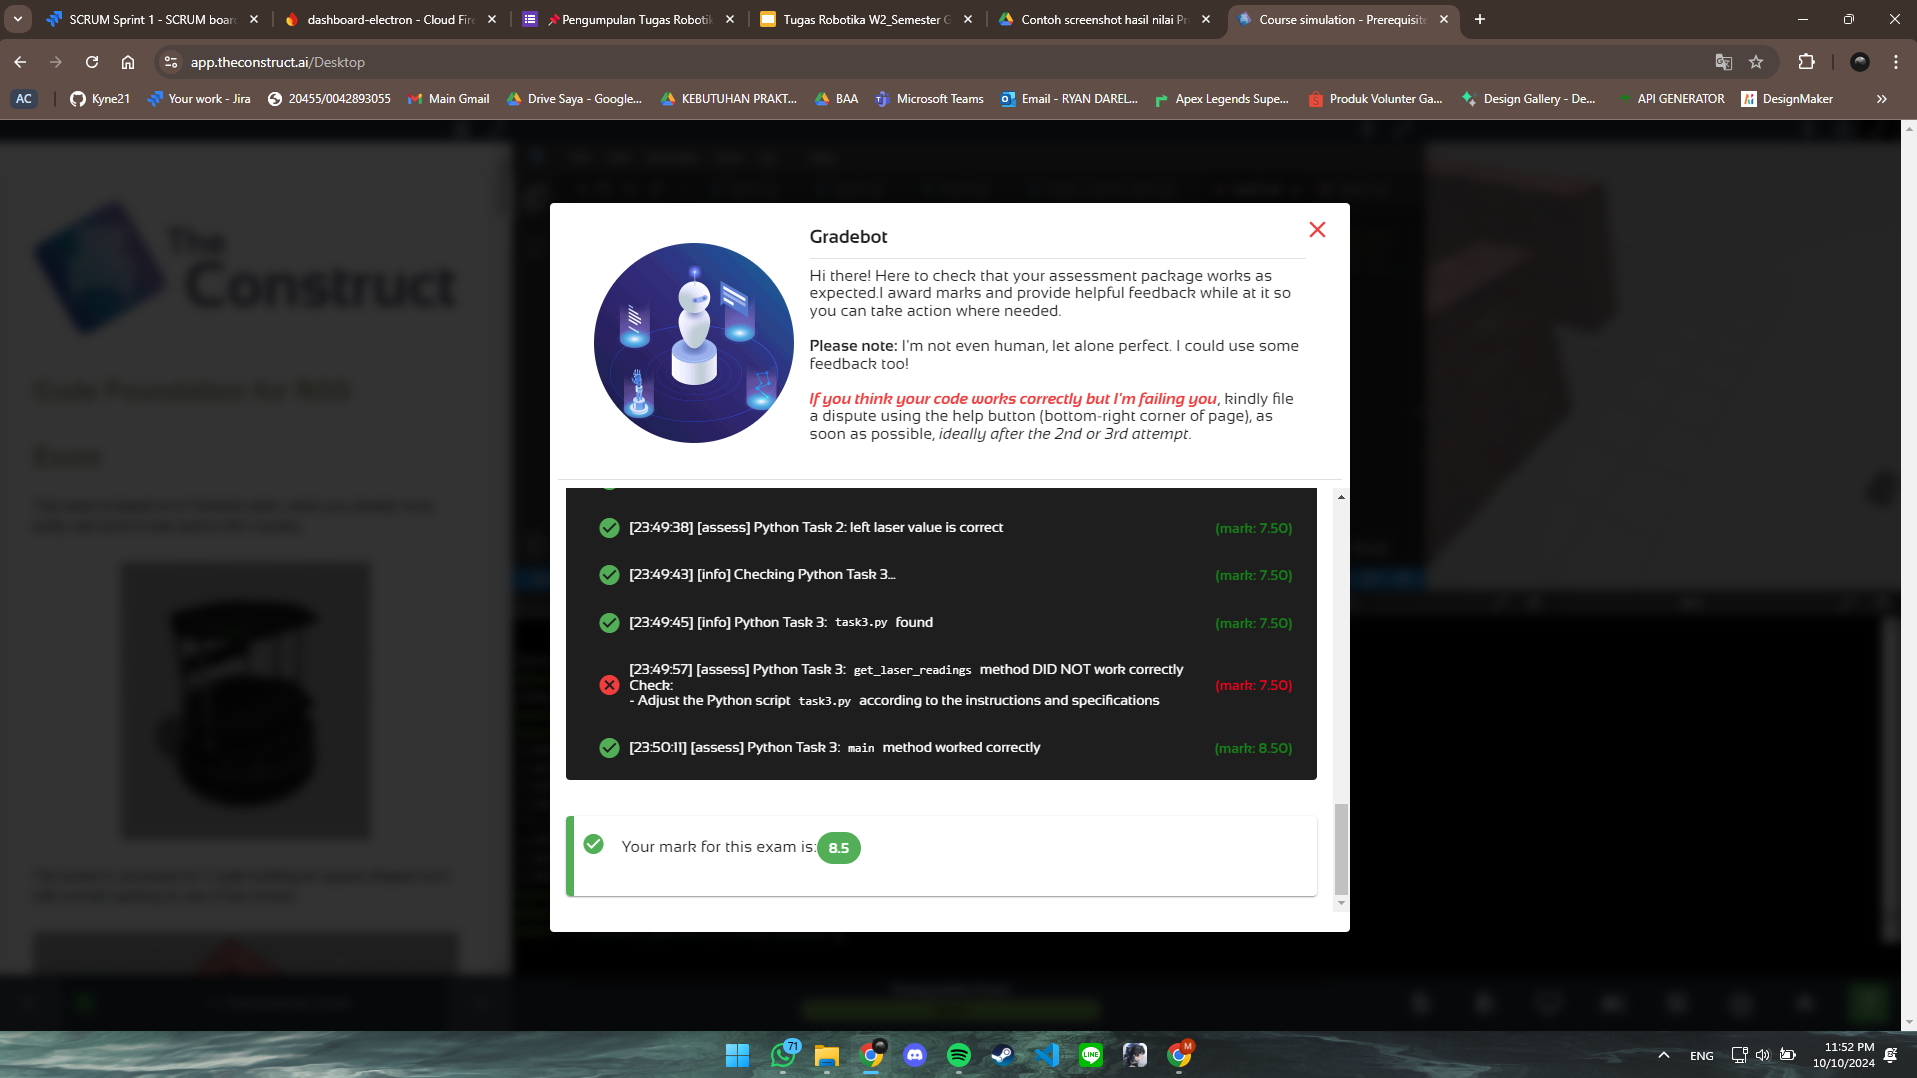 SCRUM Sprint 1 - SCRUM boar
dashboard-electron - Cloud Fire
📌Pengumpulan Tugas Robotik
Tugas Robotika W2_Semester G
Contoh screenshot hasil nilai Pr
Course simulation - Prerequisite
app.theconstruct.ai/Desktop
AC
Kyne21
Your work - Jira
20455/0042893055
Main Gmail
Drive Saya - Google...
KEBUTUHAN PRAKT...
BAA
Microsoft Teams
Email - RYAN DAREL...
Apex Legends Supe...
Produk Volunter Ga...
Design Gallery - De...
API GENERATOR
DesignMaker
The
Construct
Code Foundation for ROS
Exam
Gradebot
Hi there! Here to check that your assessment package works as
expected.I award marks and provide helpful feedback while at it so
you can take action where needed.
Please note: I'm not even human, let alone perfect. I could use some
feedback too!
If you think your code works correctly but I'm failing you, kindly file
a dispute using the help button (bottom-right corner of page), as
soon as possible, ideally after the 2nd or 3rd attempt.
[23:49:38] [assess] Python Task 2: left laser value is correct (mark: 7.50)
[23:49:43] [info] Checking Python Task 3... (mark: 7.50)
[23:49:45] [info] Python Task 3: task3.py found (mark: 7.50)
[23:49:57] [assess] Python Task 3: get_laser_readings method DID NOT work correctly
Check: (mark: 7.50)
- Adjust the Python script task3.py according to the instructions and specifications
[23:50:11] [assess] Python Task 3: main method worked correctly (mark: 8.50)
Your mark for this exam is: 8.5
71
M
ENG
11:52 PM
10/10/2024